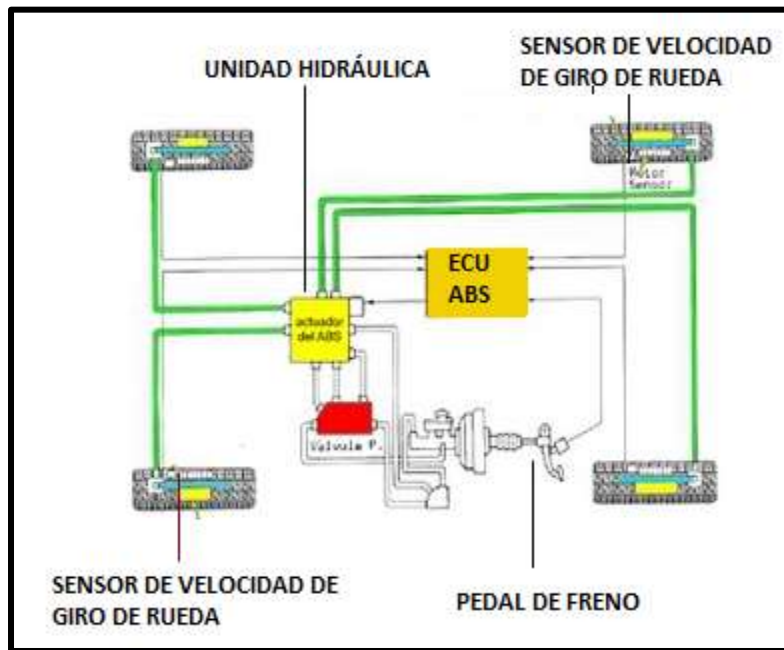 SENSOR DE VELOCIDAD
DE GIRO DE RUEDA
UNIDAD HIDRÁULICA
Motor
Sensor
ECU
ABS
actuador
del ABS
Valvula P.
SENSOR DE VELOCIDAD DE
GIRO DE RUEDA
PEDAL DE FRENO